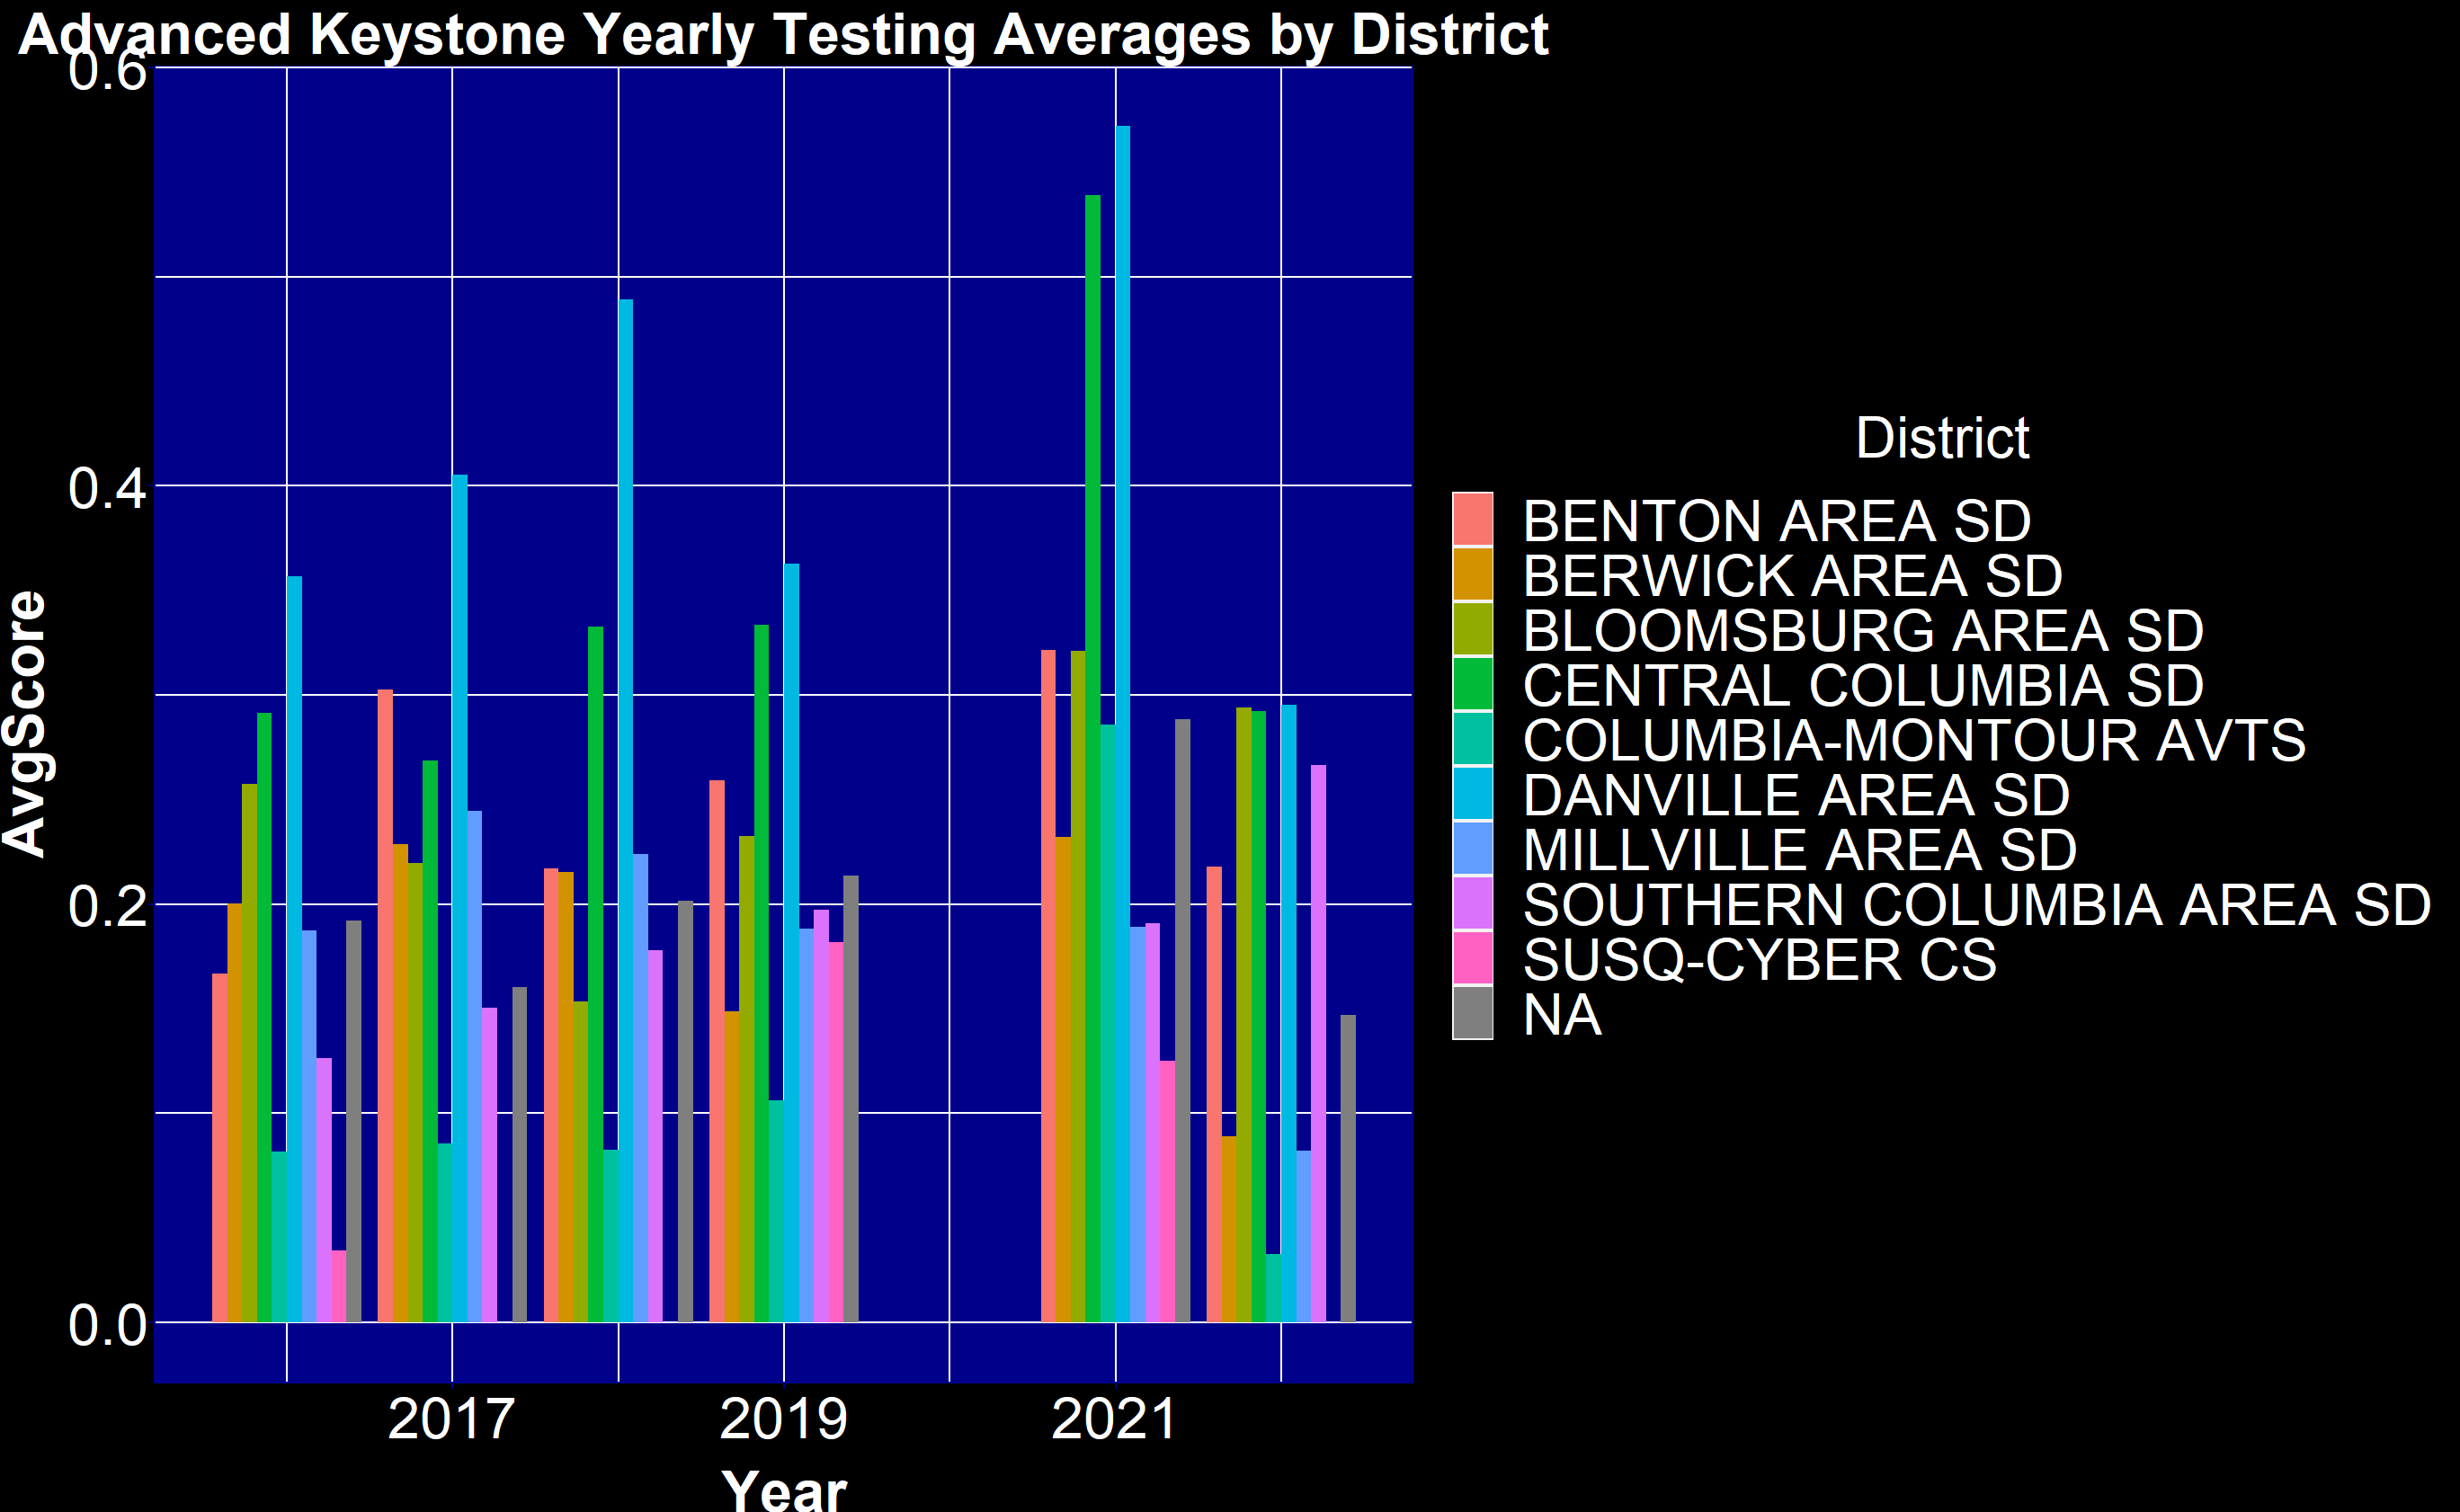 Advanced Keystone Yearly Testing Averages by District
0.6
0.4
0.2
0.0
AvgScore
2017
2019
2021
Year
District
BENTON AREA SD
BERWICK AREA SD
BLOOMSBURG AREA SD
CENTRAL COLUMBIA SD
COLUMBIA-MONTOUR AVTS
DANVILLE AREA SD
MILLVILLE AREA SD
SOUTHERN COLUMBIA AREA SD
SUSQ-CYBER CS
NA